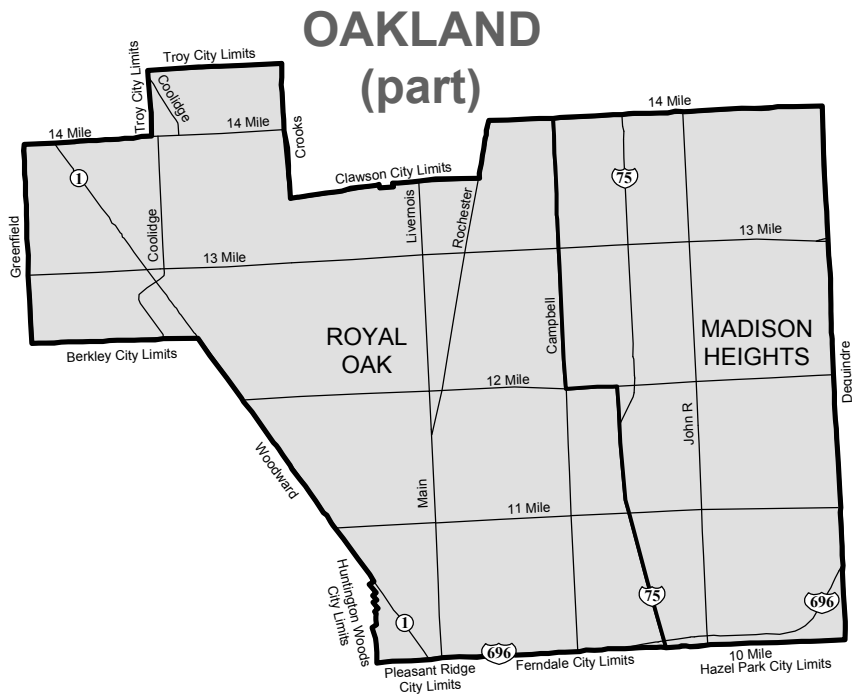 OAKLAND
(part)
Troy City Limits
Troy City Limits
Coolidge
14 Mile
14 Mile
14 Mile
Crooks
Clawson City Limits
1
75
Greenfield
Coolidge
Livernois
Rochester
13 Mile
13 Mile
Campbell
ROYAL
OAK
MADISON
HEIGHTS
Berkley City Limits
12 Mile
Dequindre
John R
Woodward
Main
11 Mile
Huntington Woods
City Limits
1
75
696
696
Pleasant Ridge
City Limits
Ferndale City Limits
10 Mile
Hazel Park City Limits